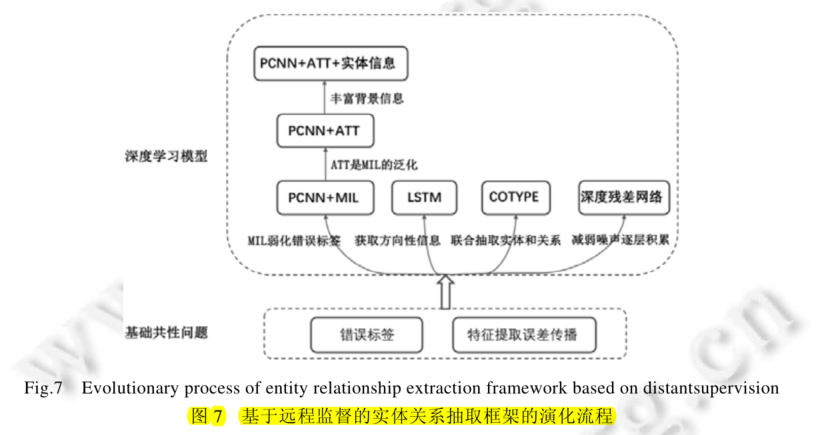 PCNN+ATT+实体信息
丰富背景信息
PCNN+ATT
深度学习模型
ATT是MIL的泛化
PCNN+MIL
LSTM
COTYPE
深度残差网络
MIL弱化错误标签
获取方向性信息
联合抽取实体和关系
减弱噪声逐层积累
基础共性问题
错误标签
特征提取误差传播
Fig.7 Evolutionary process of entity relationship extraction framework based on distantsupervision
图 7 基于远程监督的实体关系抽取框架的演化流程